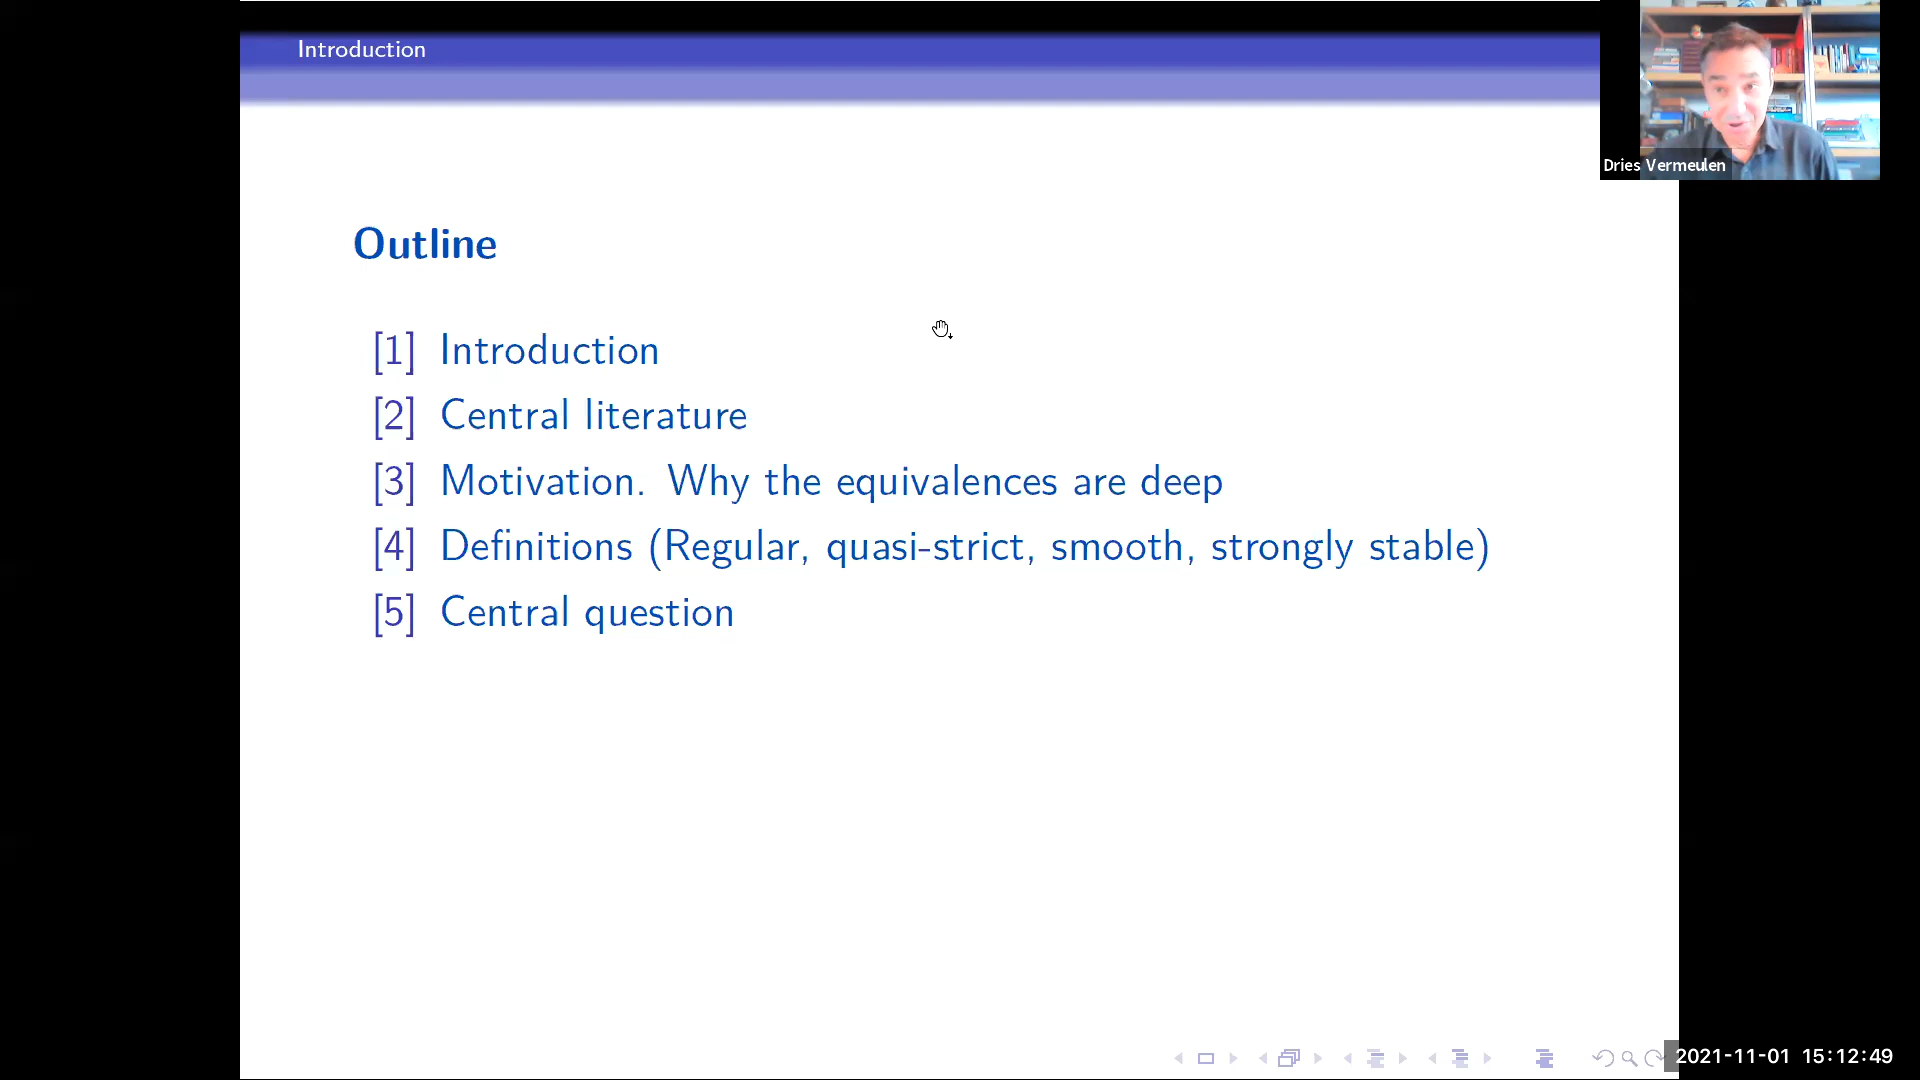 Introduction
Dries Vermeulen
Outline
[1] Introduction
[2] Central literature
[3] Motivation. Why the equivalences are deep
[4] Definitions (Regular, quasi-strict, smooth, strongly stable)
[5] Central question
2021-11-01 15:12:49